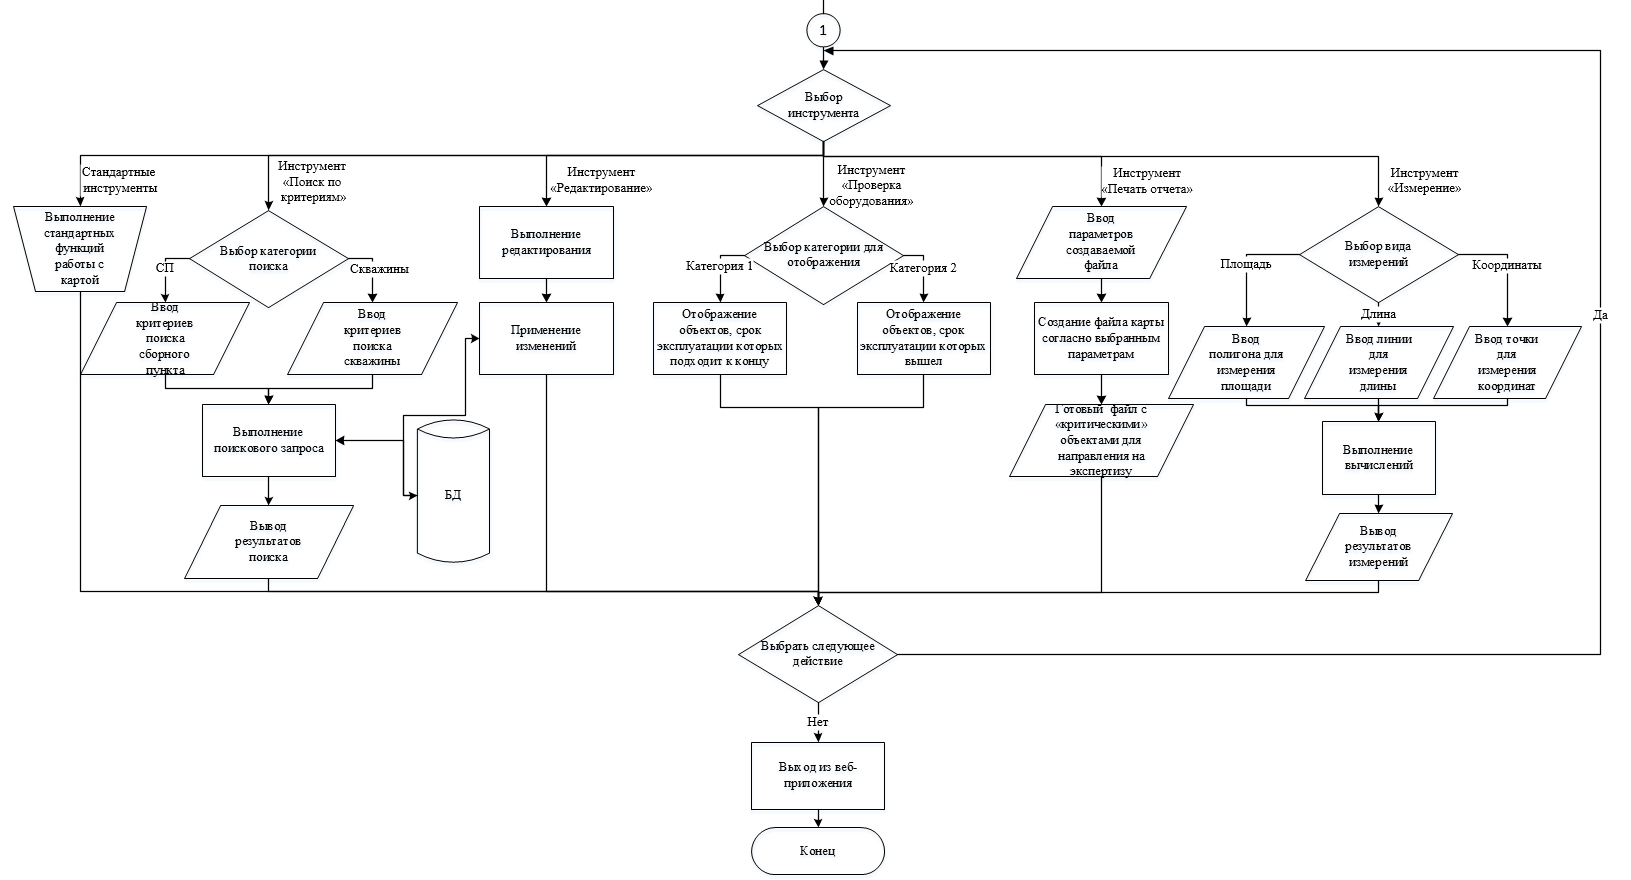 1
Выбор
инструмента
Стандартные
инструменты
Инструмент
«Поиск по
критериям»
Инструмент
«Редактирование»
Инструмент
«Проверка
оборудования»
Инструмент
«Печать отчета»
Инструмент
«Измерение»
Выполнение
стандартных
функций
работы с
картой
Выбор категории
поиска
СП
Скважины
Выполнение
редактирования
Выбор категории для
отображения
Категория 1
Категория 2
Ввод
параметров
создаваемой
файла
Выбор вида
измерений
Площадь
Длина
Координаты
Да
Ввод
критериев
поиска
сборного
пункта
Ввод
критериев
поиска
скважины
Применение
изменений
Отображение
объектов, срок
эксплуатации которых
подходит к концу
Отображение
объектов, срок
эксплуатации которых
вышел
Создание файла карты
согласно выбранным
параметрам
Ввод
полигона для
измерения
площади
Ввод линии
для
измерения
длины
Ввод точки
для
измерения
координат
Выполнение
поискового запроса
БД
Готовый файл с
«критическими»
объектами для
направления на
экспертизу
Выполнение
вычислений
Вывод
результатов
поиска
Вывод
результатов
измерений
Выбрать следующее
действие
Нет
Выход из веб-
приложения
Конец